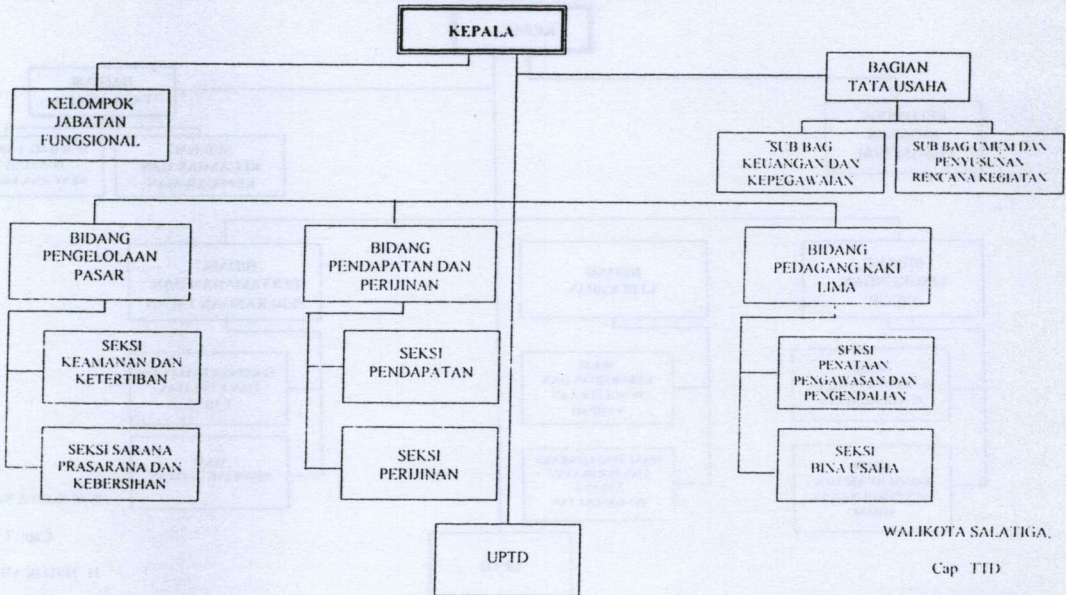 KEPALA
BAGIAN
TATA USAHA
KELOMPOK
JABATAN
FUNGSIONAL
SUB BAG
KEUANGAN DAN
KEPEGAWAIAN
SUB BAG UMUM DAN
PENYUSUNAN
RENCANA KEGIATAN
BIDANG
PENGELOLAAN
PASAR
BIDANG
PENDAPATAN DAN
PERIJINAN
BIDANG
PEDAGANG KAKI
LIMA
SEKSI
KEAMANAN DAN
KETERTIBAN
SEKSI
PENDAPATAN
SEKSI
PENATAAN
PENGAWASAN DAN
PENGENDALIAN
SEKSI SARANA
PRASARANA DAN
KEBERSIHAN
SEKSI
PERIJINAN
SEKSI
BINA USAHA
UPTD
WALIKOTA SALATIGA,
Cap TTD